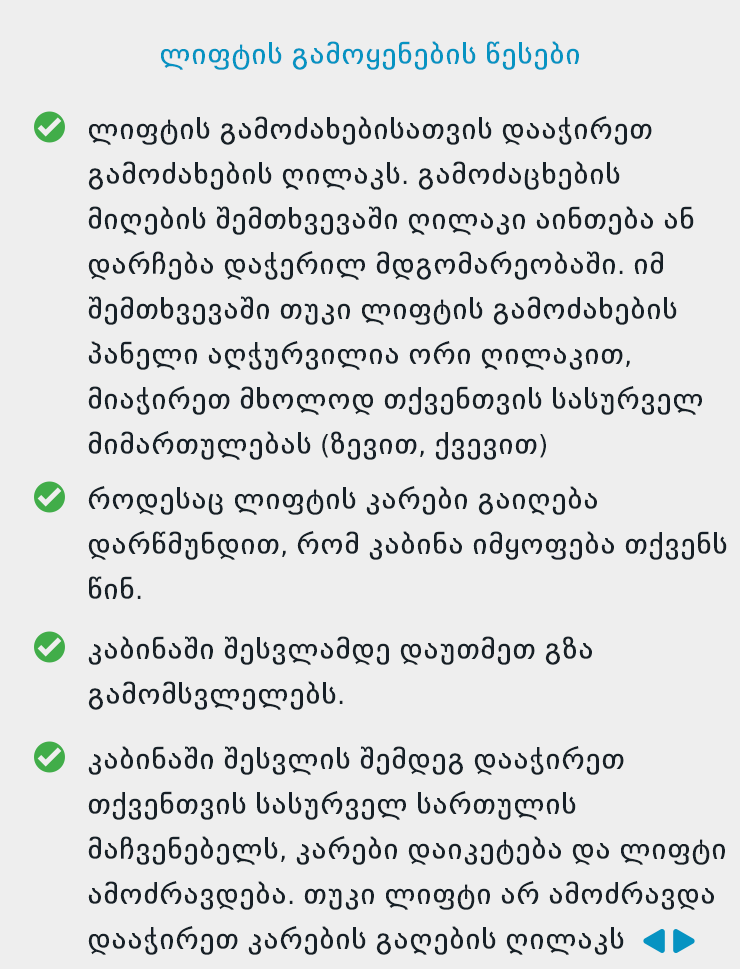 ლიფტის გამოყენების წესები
ლიფტის გამოძახებისათვის დააჭირეთ
გამოძახების ღილაკს. გამოძაცხების
მიღების შემთხვევაში ღილაკი აინთება ან
დარჩება დაჭერილ მდგომარეობაში. იმ
შემთხვევაში თუკი ლიფტის გამოძახების
პანელი აღჭურვილია ორი ღილაკით,
მიაჭირეთ მხოლოდ თქვენთვის სასურველ
მიმართულებას (ზევით, ქვევით)
როდესაც ლიფტის კარები გაიღება
დარწმუნდით, რომ კაბინა იმყოფება თქვენს
წინ.
კაბინაში შესვლამდე დაუთმეთ გზა
გამომსვლელებს.
კაბინაში შესვლის შემდეგ დააჭირეთ
თქვენთვის სასურველ სართულის
მაჩვენებელს, კარები დაიკეტება და ლიფტი
ამოძრავდება. თუკი ლიფტი არ ამოძრავდა
დააჭირეთ კარების გაღების ღილაკს